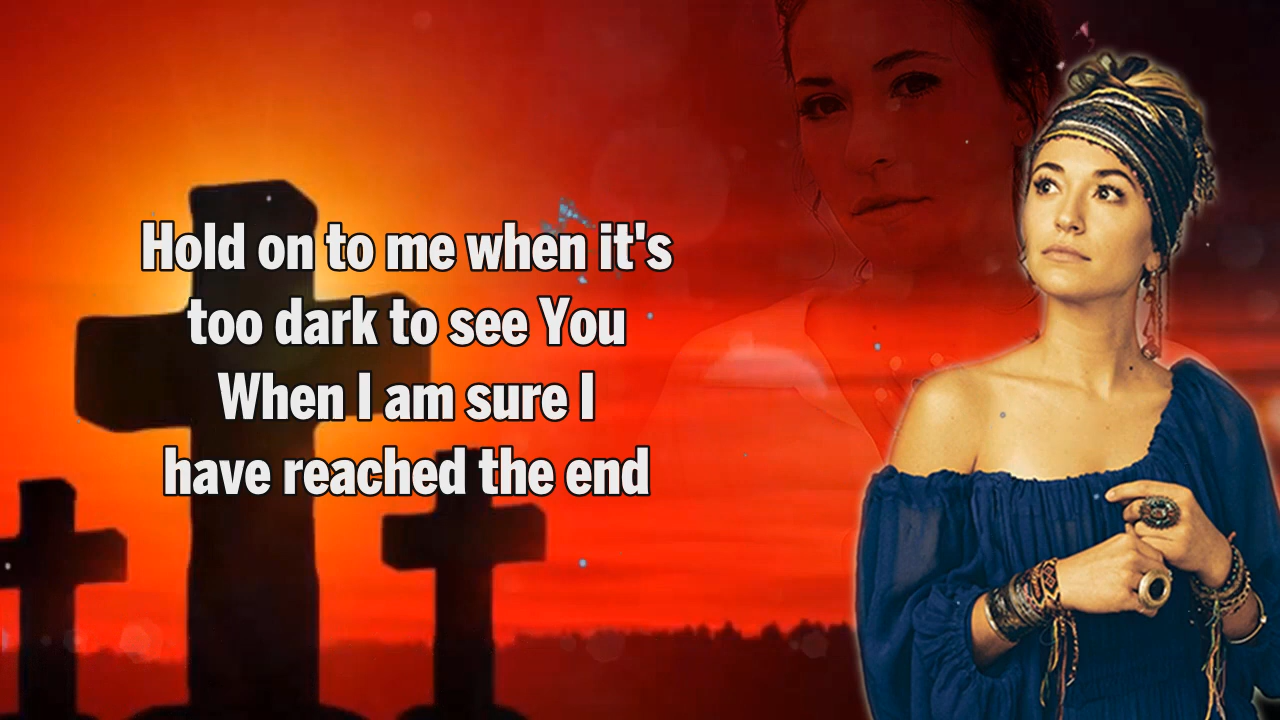 Hold on to me when it's
too dark to see You
When I am sure I
have reached the end